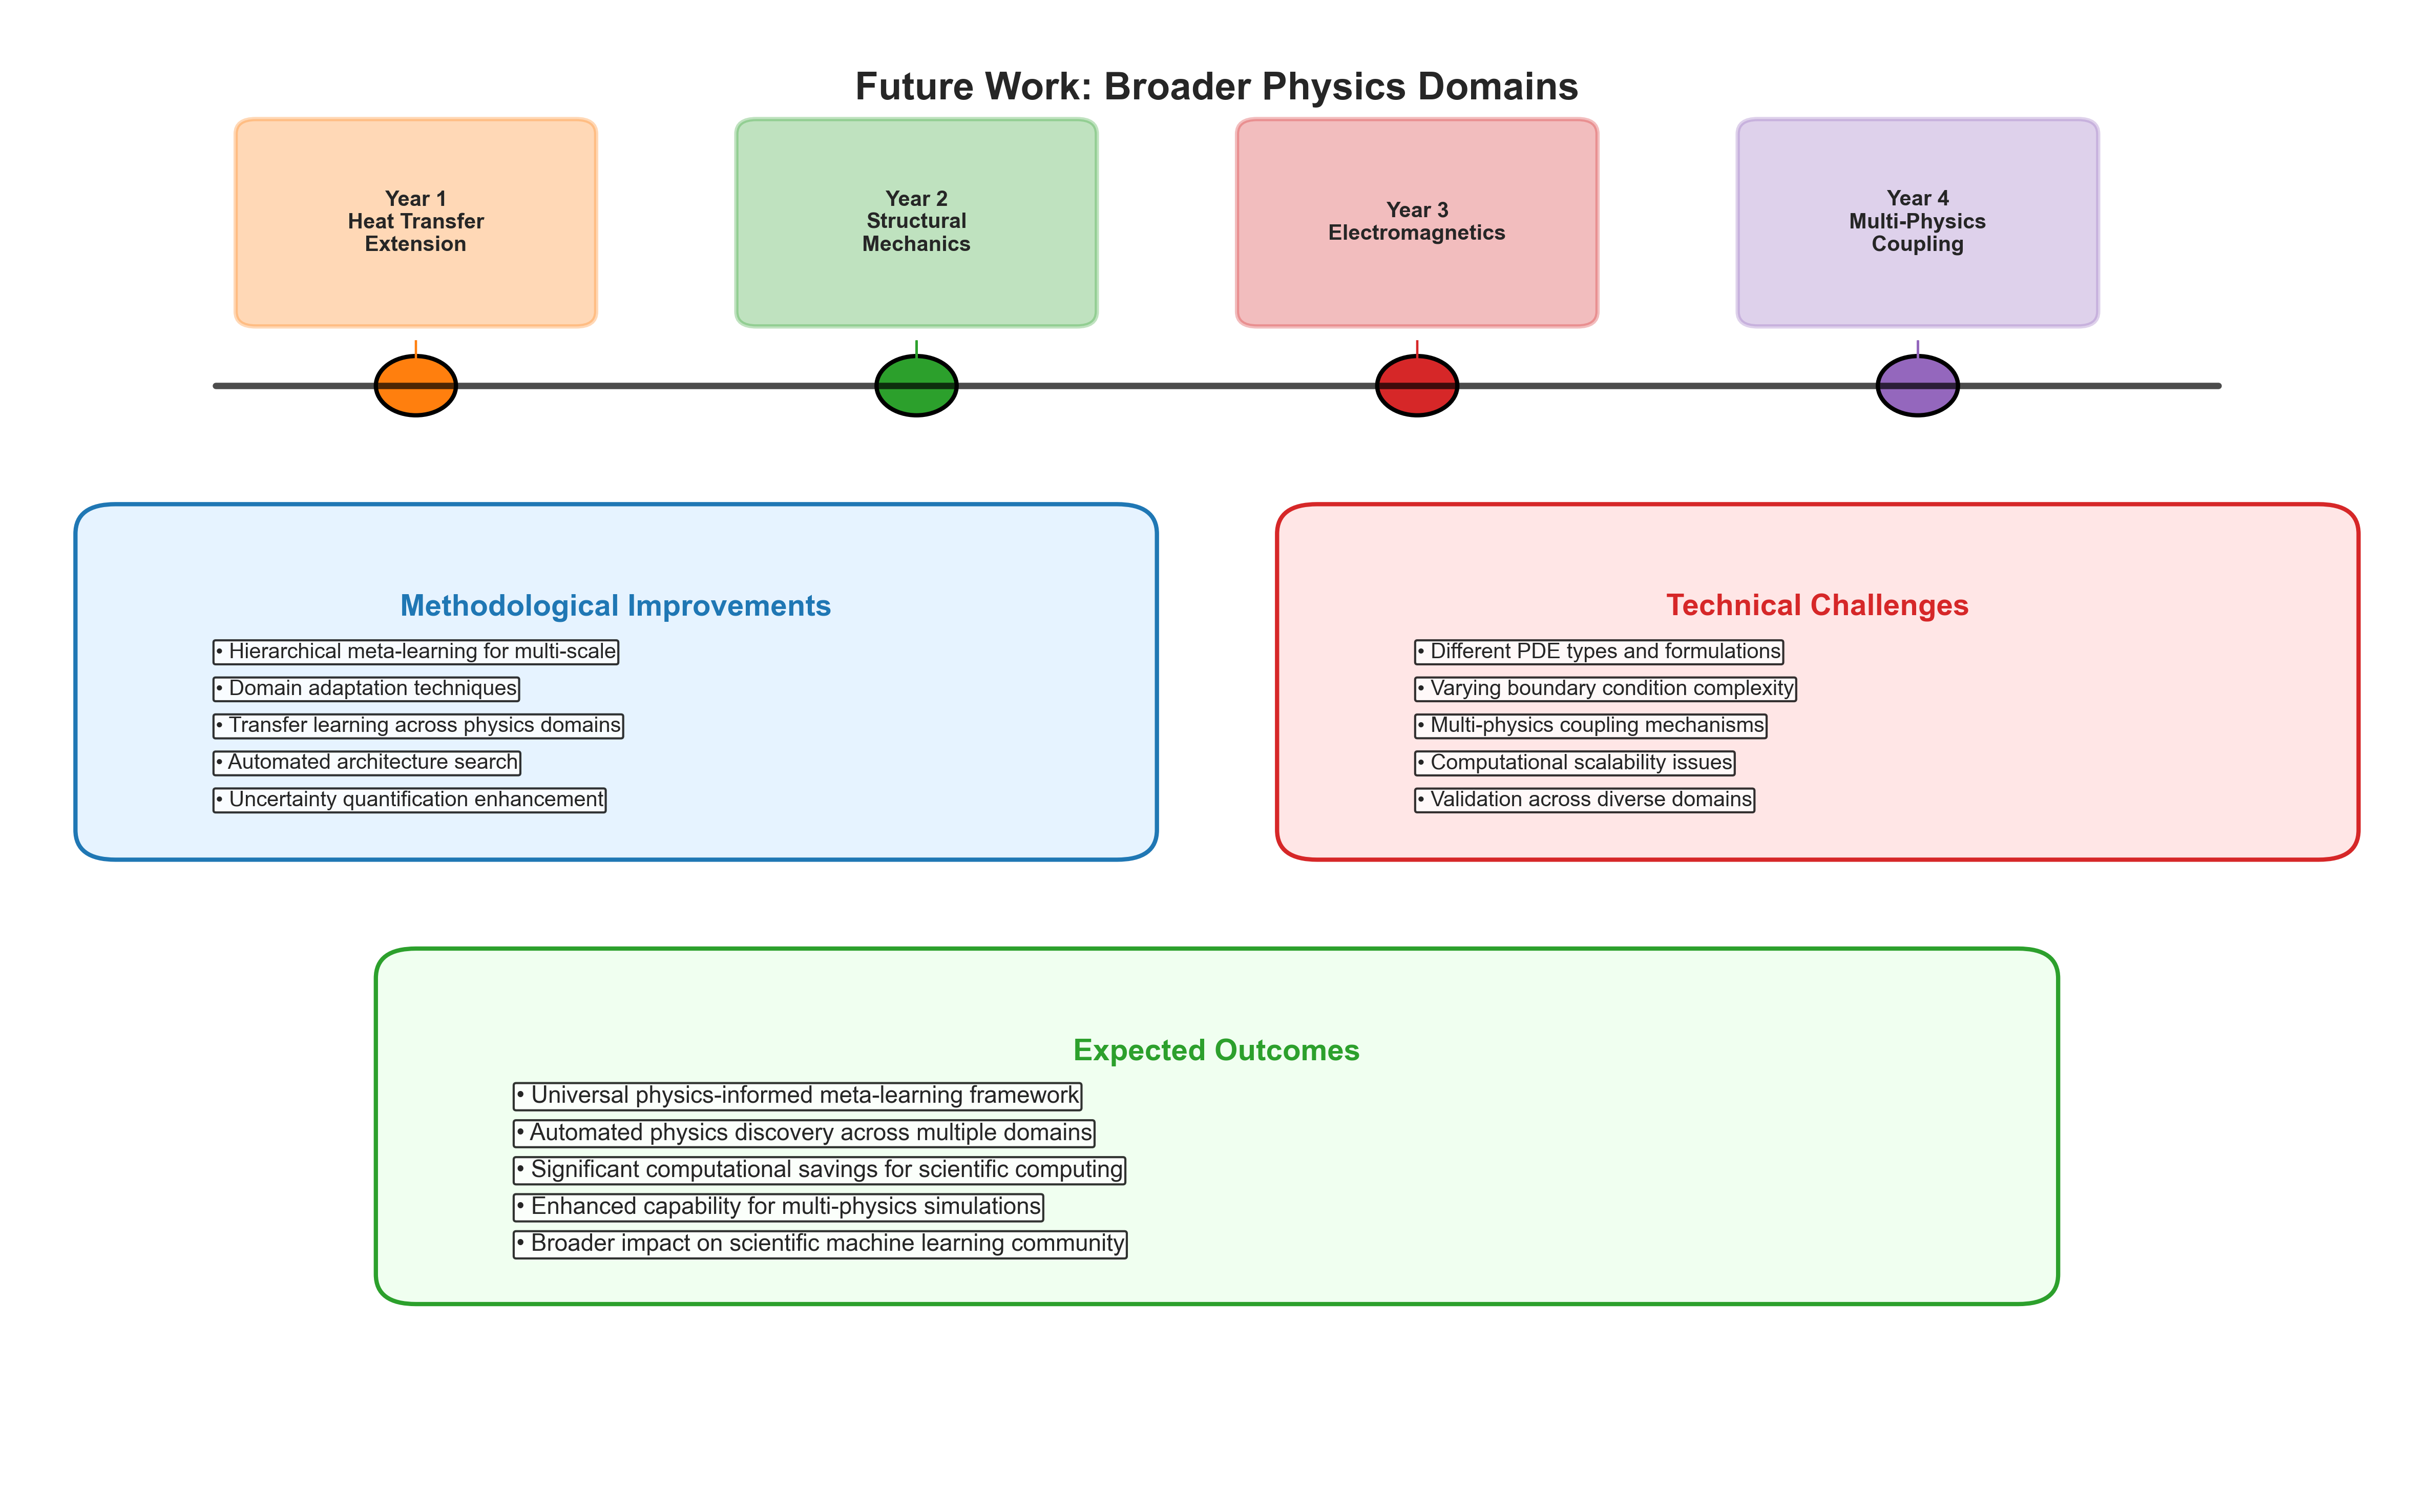 Future Work: Broader Physics Domains
Year 1
Heat Transfer
Extension
Year 2
Structural
Mechanics
Year 3
Electromagnetics
Year 4
Multi-Physics
Coupling
Methodological Improvements
• Hierarchical meta-learning for multi-scale
• Domain adaptation techniques
• Transfer learning across physics domains
• Automated architecture search
• Uncertainty quantification enhancement
Technical Challenges
• Different PDE types and formulations
• Varying boundary condition complexity
• Multi-physics coupling mechanisms
• Computational scalability issues
• Validation across diverse domains
Expected Outcomes
• Universal physics-informed meta-learning framework
• Automated physics discovery across multiple domains
• Significant computational savings for scientific computing
• Enhanced capability for multi-physics simulations
• Broader impact on scientific machine learning community